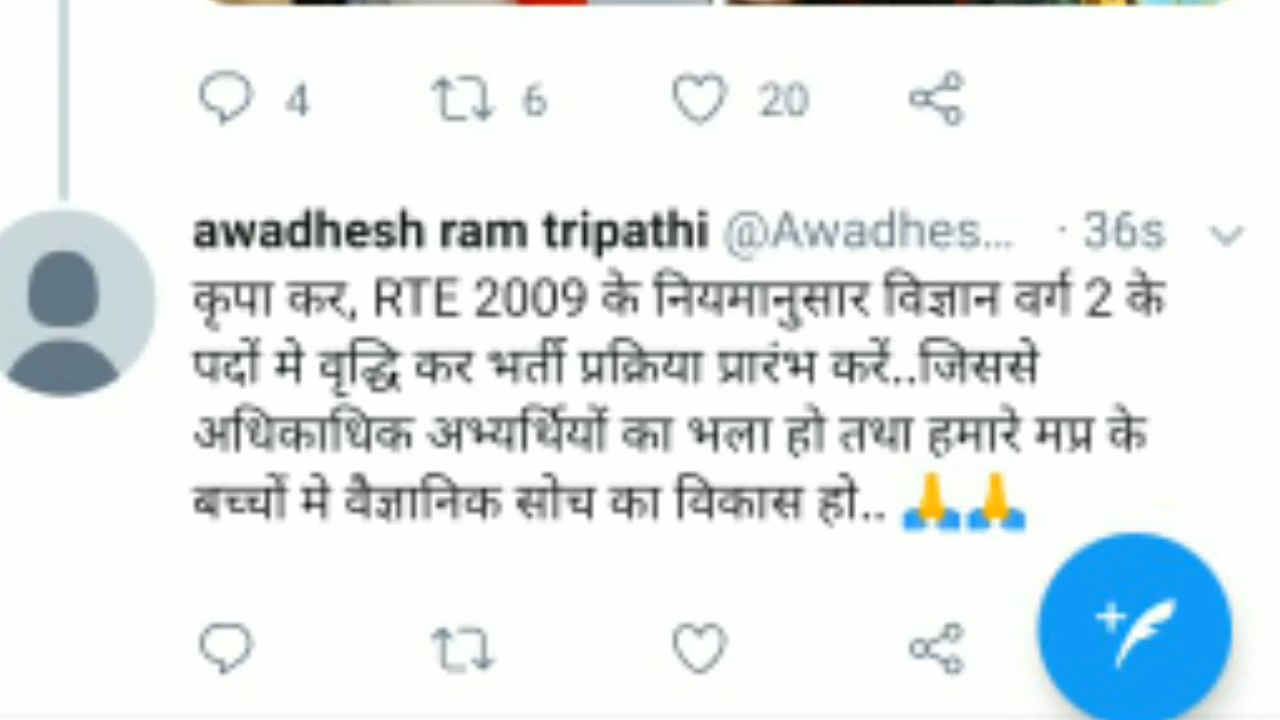 4 6 20
awadhesh ram tripathi @Awadhes... · 36s
कृपा कर, RTE 2009 के नियमानुसार विज्ञान वर्ग 2 के
पदों मे वृद्धि कर भर्ती प्रक्रिया प्रारंभ करें..जिससे
अधिकाधिक अभ्यर्थियों का भला हो तथा हमारे मप्र के
बच्चों मे वैज्ञानिक सोच का विकास हो.. 🙏🙏